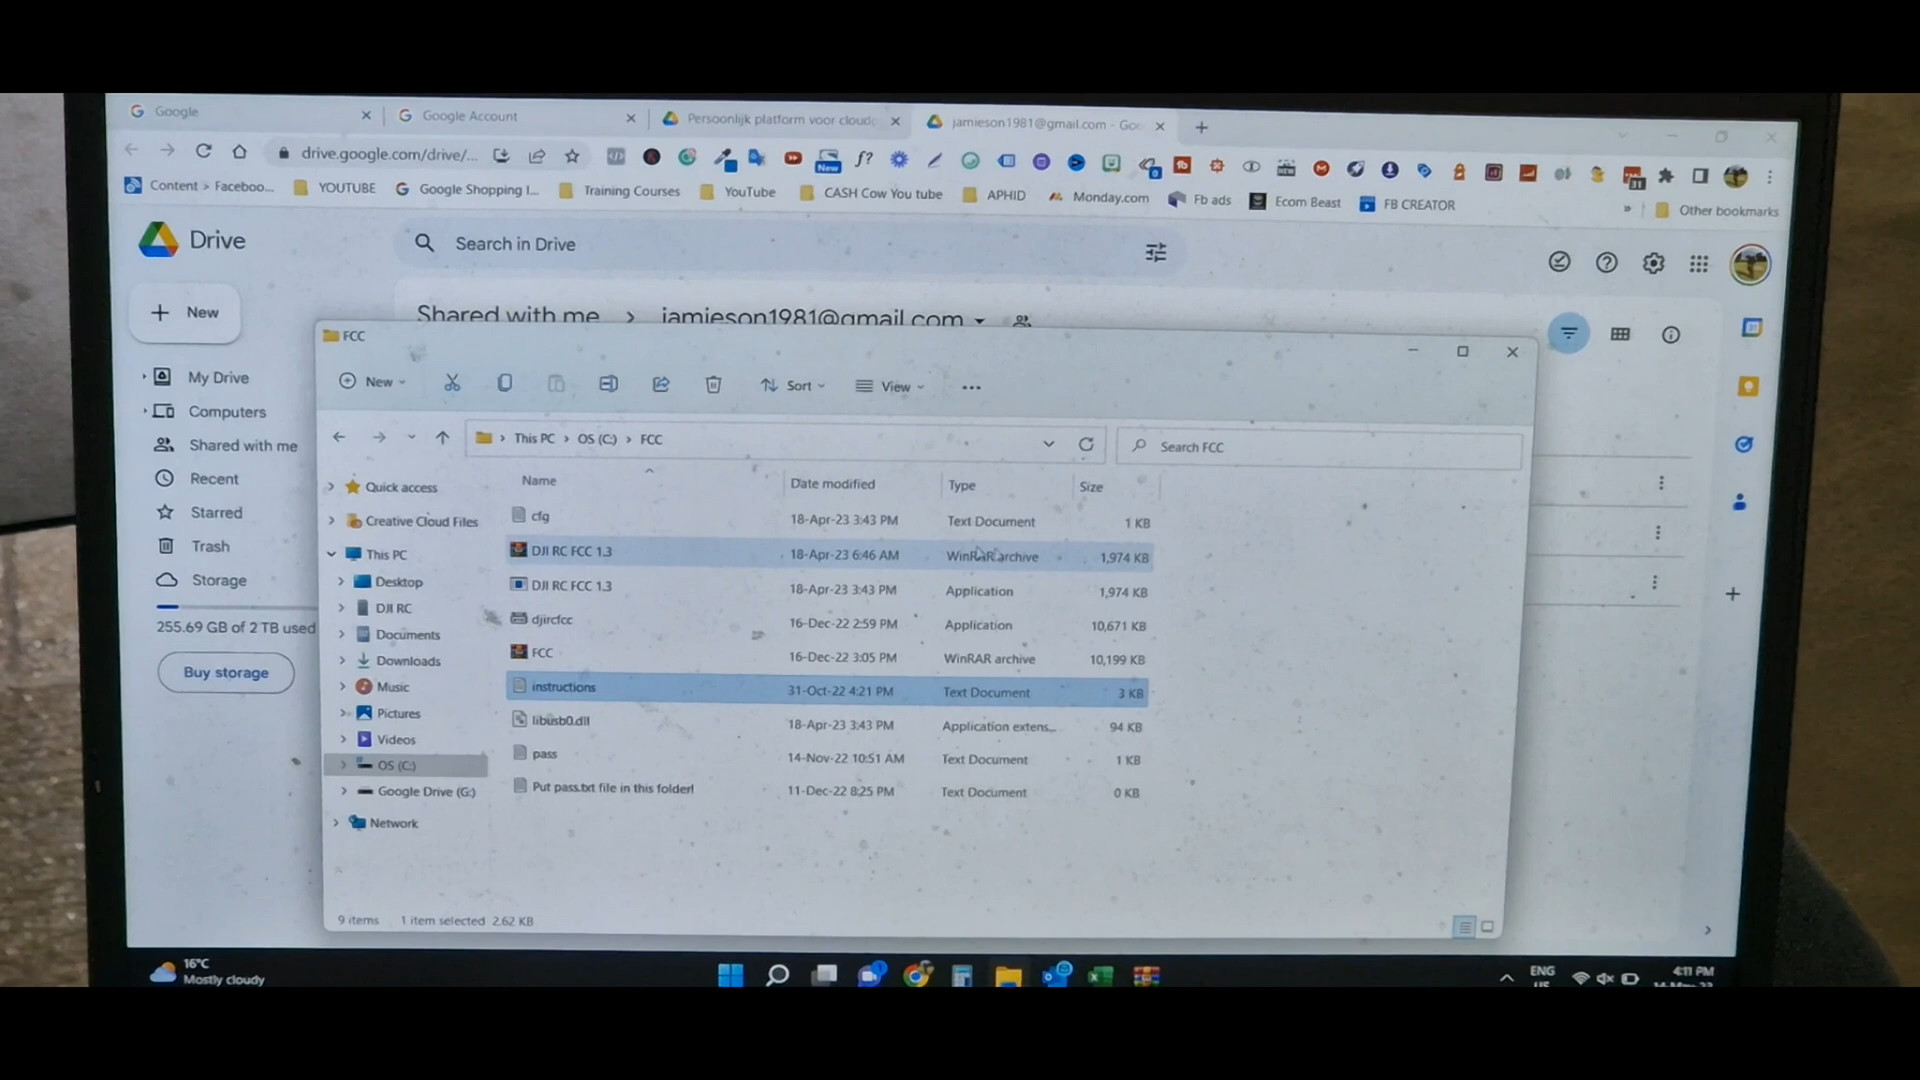 Google
Google Account
Persoonlijk platform voor cloud
jamieson1981@gmail.com - Go
drive.google.com/drive/...
New
f?
0
31
Content > Faceboo...
YOUTUBE
Google Shopping I...
Training Courses
YouTube
CASH Cow You tube
APHID
Monday.com
Fb ads
Ecom Beast
FB CREATOR
»
Other bookmarks
Drive
Search in Drive
New
Shared with me > jamieson1981@gmail.com
FCC
New
Sort
View
My Drive
Computers
Shared with me
Recent
Starred
Trash
Storage
255.69 GB of 2 TB used
Buy storage
This PC > OS (C:) > FCC
Search FCC
Quick access
Creative Cloud Files
This PC
Desktop
DJI RC
Documents
Downloads
Music
Pictures
Videos
OS (C:)
Google Drive (G:)
Network
Name Date modified Type Size
cfg 18-Apr-23 3:43 PM Text Document 1 KB
DJI RC FCC 1.3 18-Apr-23 6:46 AM WinRAR archive 1,974 KB
DJI RC FCC 1.3 18-Apr-23 3:43 PM Application 1,974 KB
djircfcc 16-Dec-22 2:59 PM Application 10,671 KB
FCC 16-Dec-22 3:05 PM WinRAR archive 10,199 KB
instructions 31-Oct-22 4:21 PM Text Document 3 KB
libusb0.dll 18-Apr-23 3:43 PM Application extens... 94 KB
pass 14-Nov-22 10:51 AM Text Document 1 KB
Put pass.txt file in this folder! 11-Dec-22 8:25 PM Text Document 0 KB
9 items 1 item selected 2.62 KB
16°C
Mostly cloudy
ENG
4:11 PM